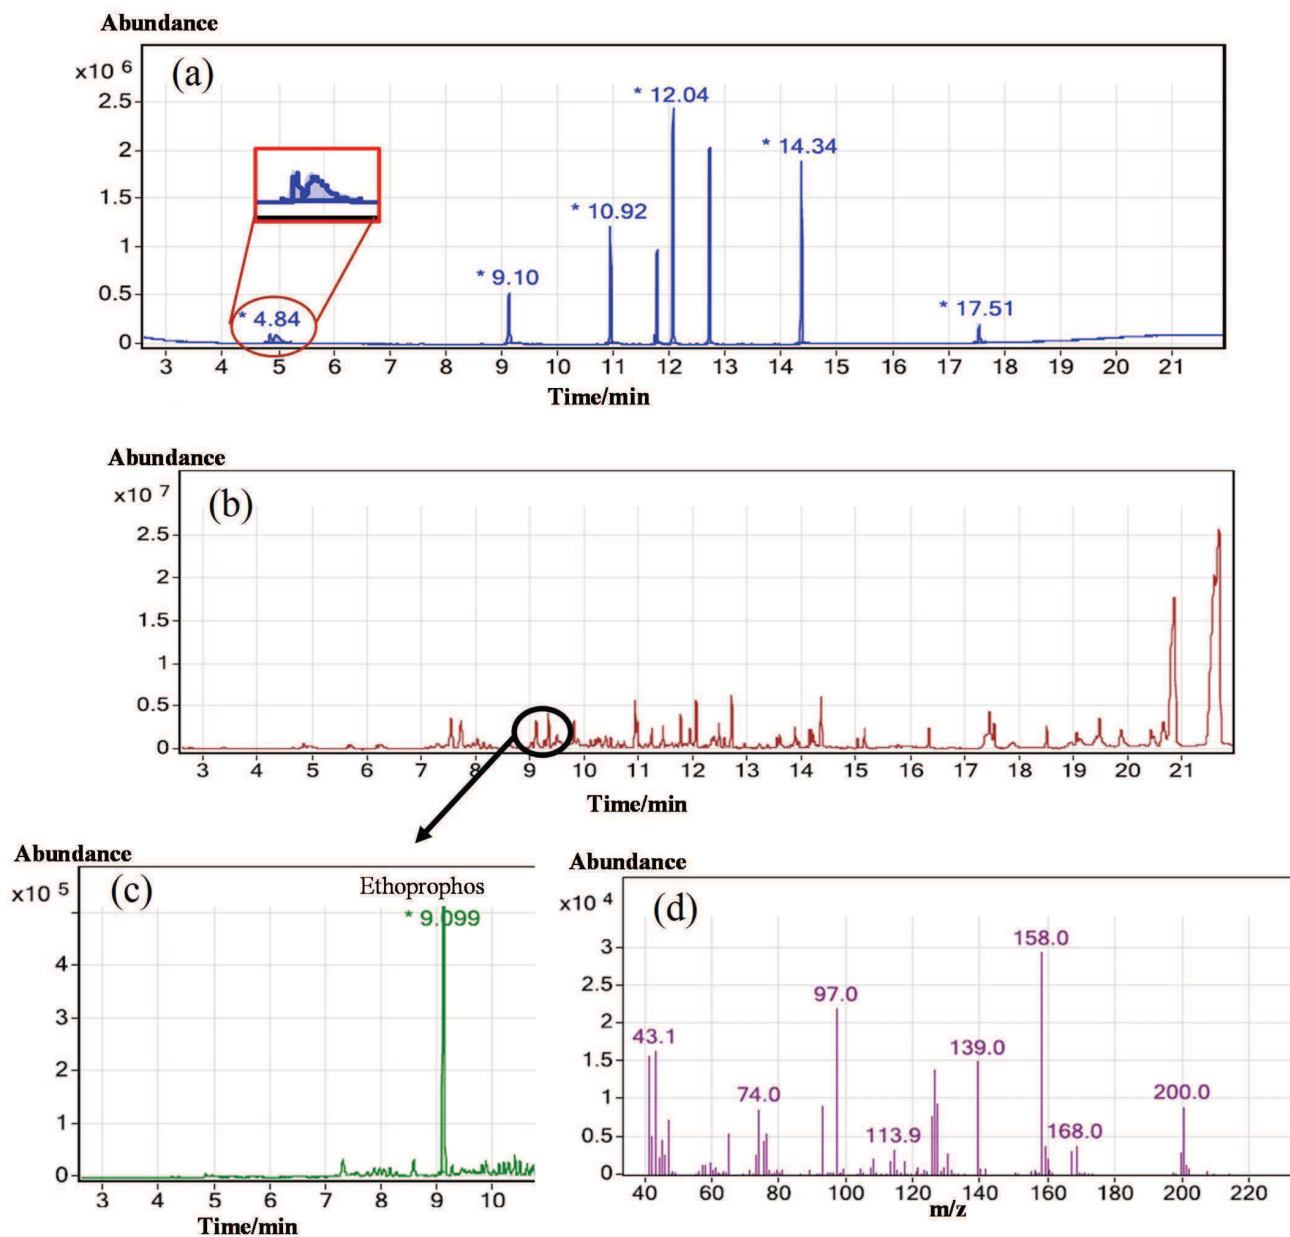 Abundance
x10 6
(a)
2.5
2
1.5
1
0.5
0
* 4.84
* 9.10
* 10.92
* 12.04
* 14.34
* 17.51
3 4 5 6 7 8 9 10 11 12 13 14 15 16 17 18 19 20 21
Time/min
Abundance
x10 7
(b)
2.5
2
1.5
1
0.5
0
3 4 5 6 7 8 9 10 11 12 13 14 15 16 17 18 19 20 21
Time/min
Abundance
x10 5
(c)
Ethoprophos
* 9.099
4
3
2
1
0
3 4 5 6 7 8 9 10
Time/min
Abundance
x10 4
(d)
3
2.5
2
1.5
1
0.5
0
43.1
74.0
97.0
113.9
139.0
158.0
168.0
200.0
40 60 80 100 120 140 160 180 200 220
m/z